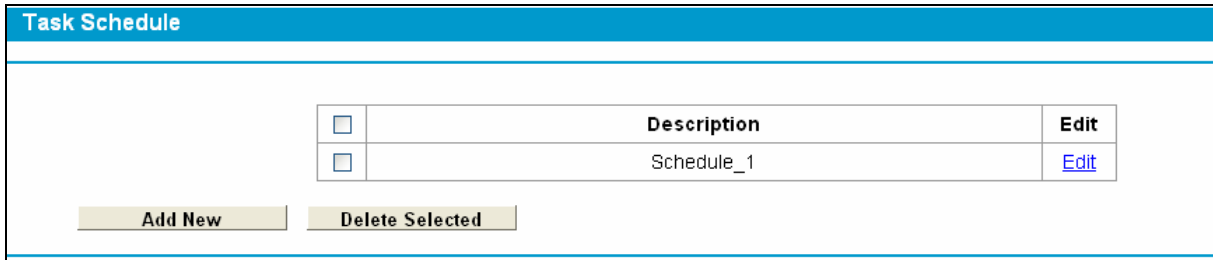 Task Schedule
Description Edit
Schedule_1 Edit
Add New Delete Selected